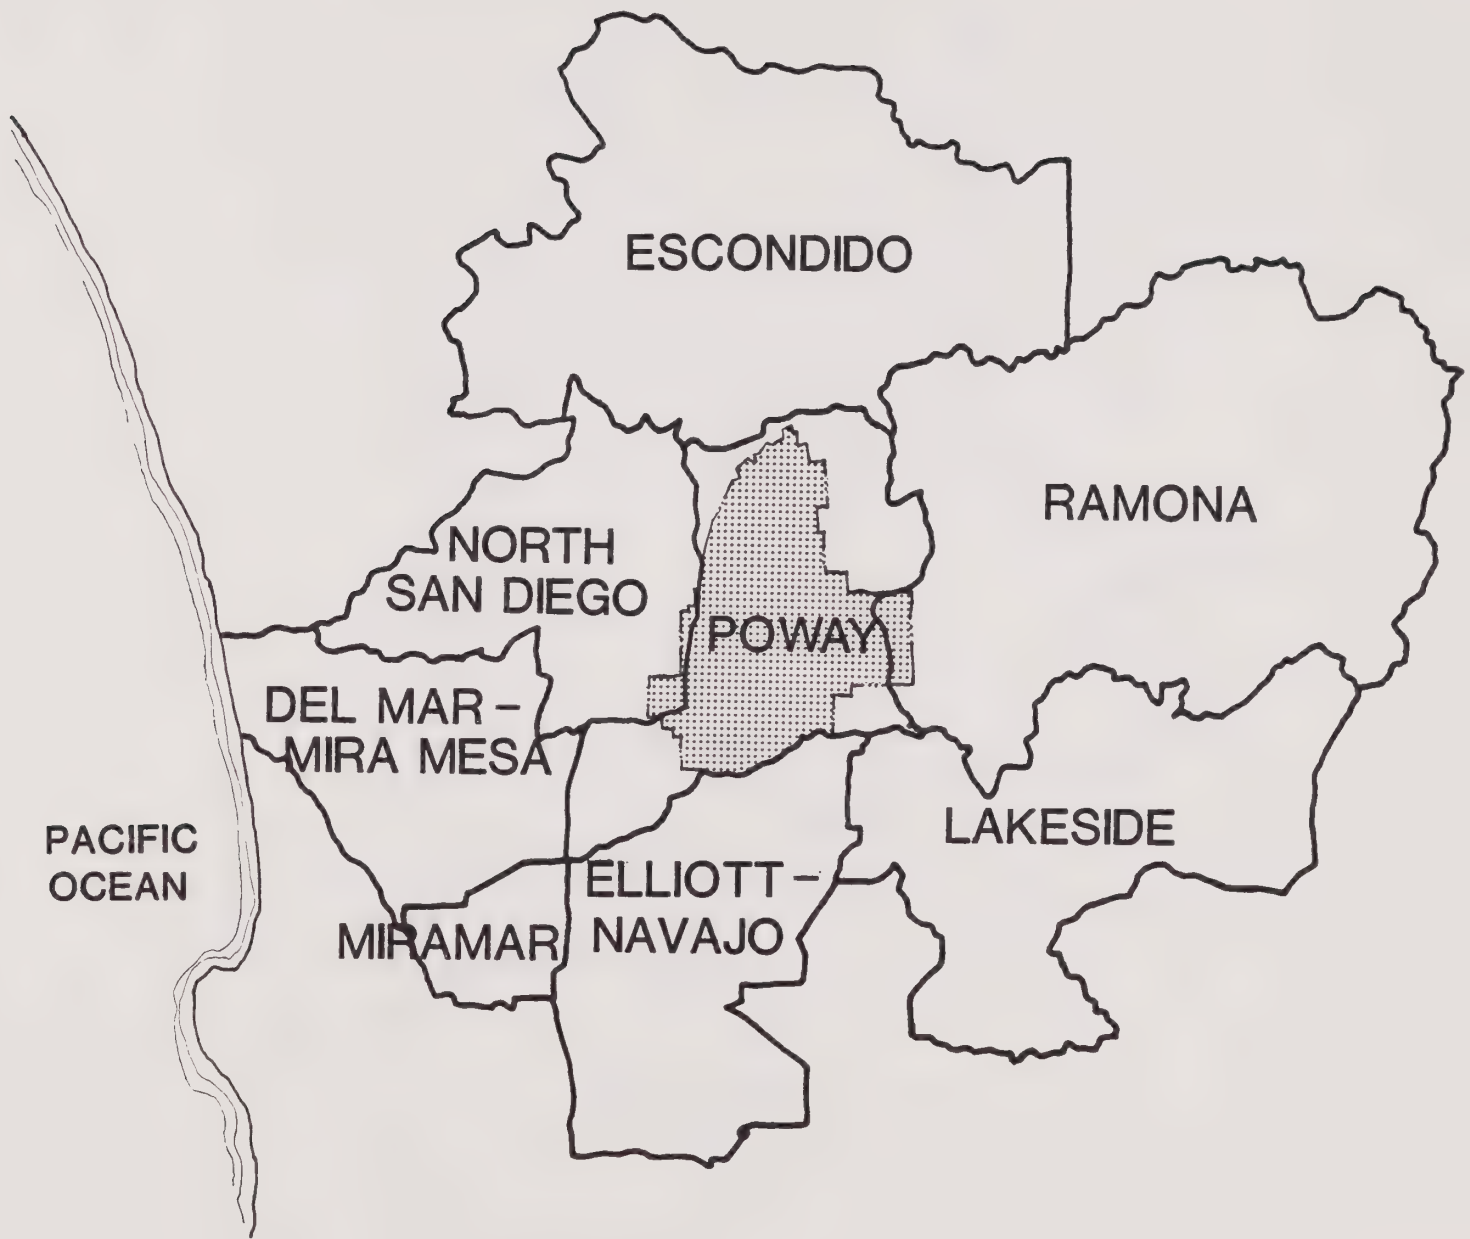 ESCONDIDO
RAMONA
NORTH
SAN DIEGO
POWAY
DEL MAR –
MIRA MESA
LAKESIDE
PACIFIC
OCEAN
ELLIOTT –
NAVAJO
MIRAMAR